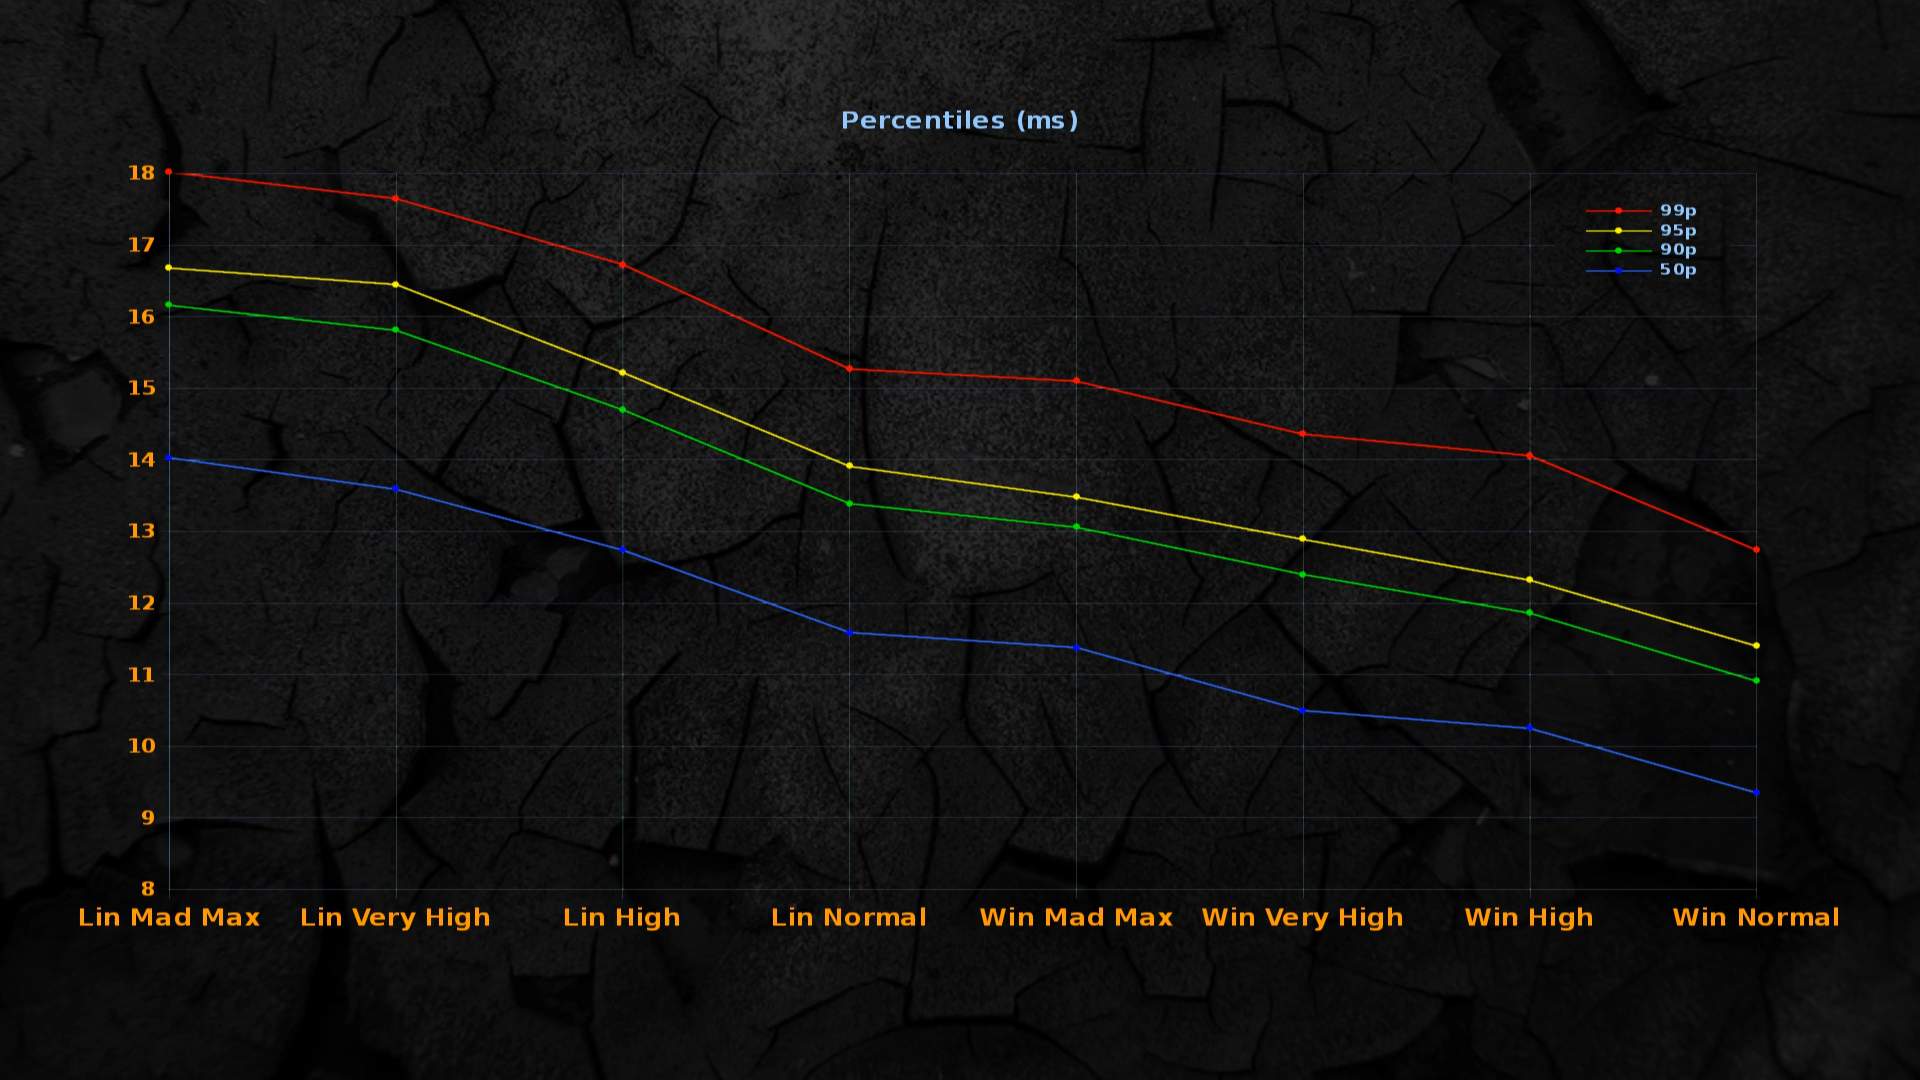 Percentiles (ms)
18
99p
95p
17
90p
50p
16
15
14
13
12
11
10
9
8
Lin Mad Max Lin Very High Lin High Lin Normal Win Mad Max Win Very High Win High Win Normal